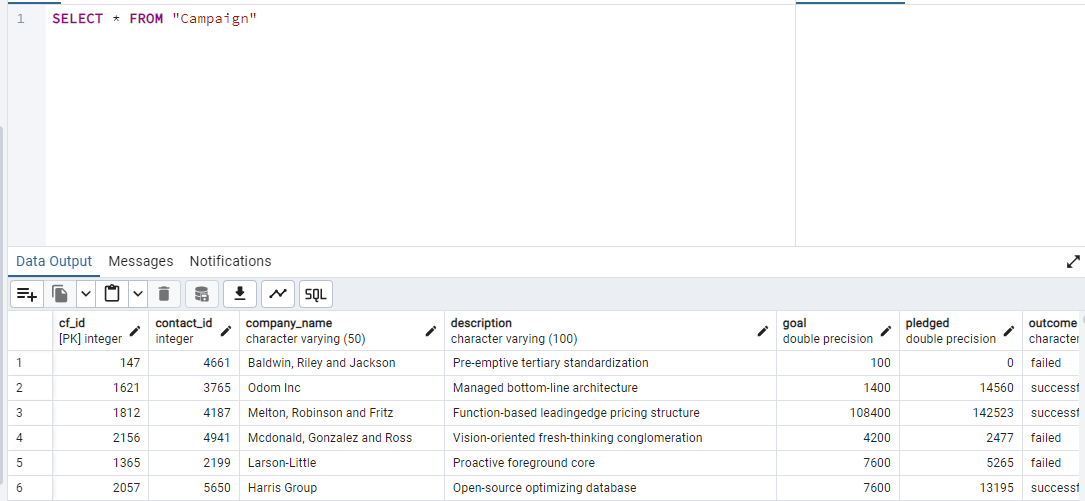 1 SELECT * FROM "Campaign"
Data Output Messages Notifications
SQL
cf_id contact_id company_name description goal pledged outcome
[PK] integer integer character varying (50) character varying (100) double precision double precision character
1 147 4661 Baldwin, Riley and Jackson Pre-emptive tertiary standardization 100 0 failed
2 1621 3765 Odom Inc Managed bottom-line architecture 1400 14560 successf
3 1812 4187 Melton, Robinson and Fritz Function-based leadingedge pricing structure 108400 142523 successf
4 2156 4941 Mcdonald, Gonzalez and Ross Vision-oriented fresh-thinking conglomeration 4200 2477 failed
5 1365 2199 Larson-Little Proactive foreground core 7600 5265 failed
6 2057 5650 Harris Group Open-source optimizing database 7600 13195 successf